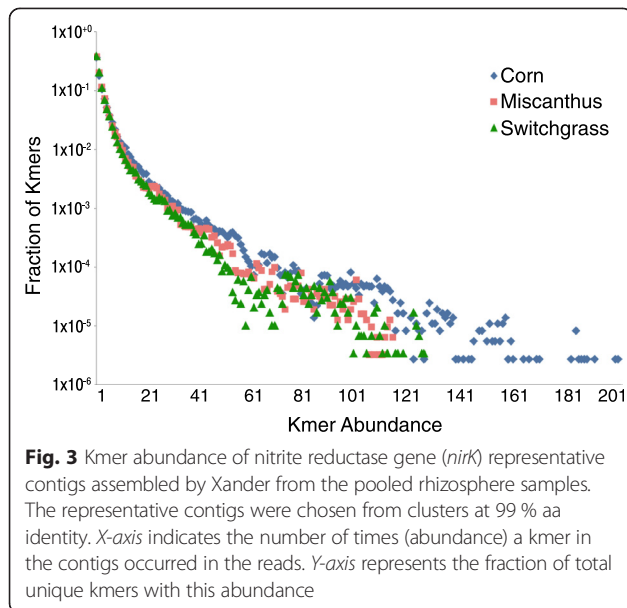 1x10+0
1x10-1
1x10-2
1x10-3
1x10-4
1x10-5
1x10-6
Fraction of Kmers
Corn
Miscanthus
Switchgrass
1 21 41 61 81 101 121 141 161 181 201
Kmer Abundance
Fig. 3 Kmer abundance of nitrite reductase gene (nirK) representative
contigs assembled by Xander from the pooled rhizosphere samples.
The representative contigs were chosen from clusters at 99 % aa
identity. X-axis indicates the number of times (abundance) a kmer in
the contigs occurred in the reads. Y-axis represents the fraction of total
unique kmers with this abundance